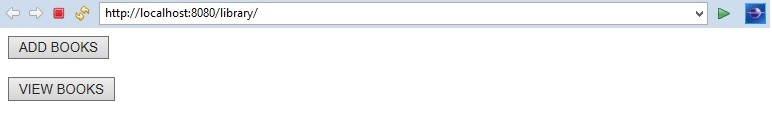 http://localhost:8080/library/
ADD BOOKS
VIEW BOOKS